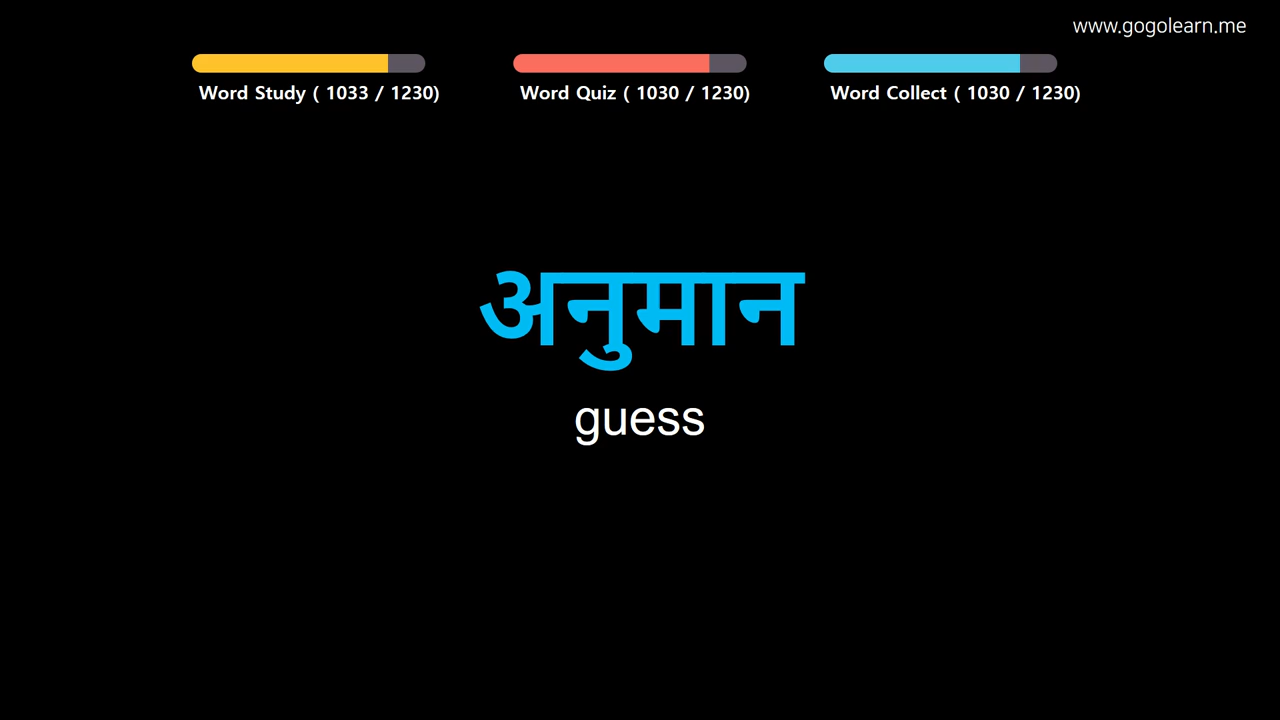 www.gogolearn.me
Word Study ( 1033 / 1230)
Word Quiz ( 1030 / 1230)
Word Collect ( 1030 / 1230)
अनुमान
guess